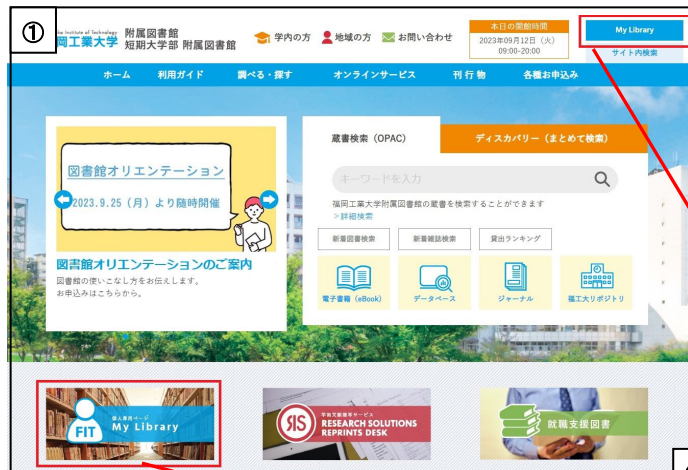 ①
Institute of Technology
岡工業大学
附属図書館
短期大学部 附属図書館
学内の方
地域の方
お問い合わせ
本日の開館時間
2023年09月12日（火）
09:00-20:00
My Library
サイト内検索
ホーム
利用ガイド
調べる・探す
オンラインサービス
刊行物
各種お申込み
図書館オリエンテーション
2023.9.25（月）より随時開催
図書館オリエンテーションのご案内
図書館の使いこなし方をお伝えします。
お申込みはこちらから。
蔵書検索（OPAC）
ディスカバリー（まとめて検索）
キーワードを入力
福岡工業大学附属図書館の蔵書を検索することができます
>詳細検索
新着図書検索
新着雑誌検索
貸出ランキング
電子書籍（eBook）
データベース
ジャーナル
福工大リポジトリ
FIT
個人専用ページ
My Library
SIS
学術文献複写サービス
RESEARCH SOLUTIONS
REPRINTS DESK
就職支援図書